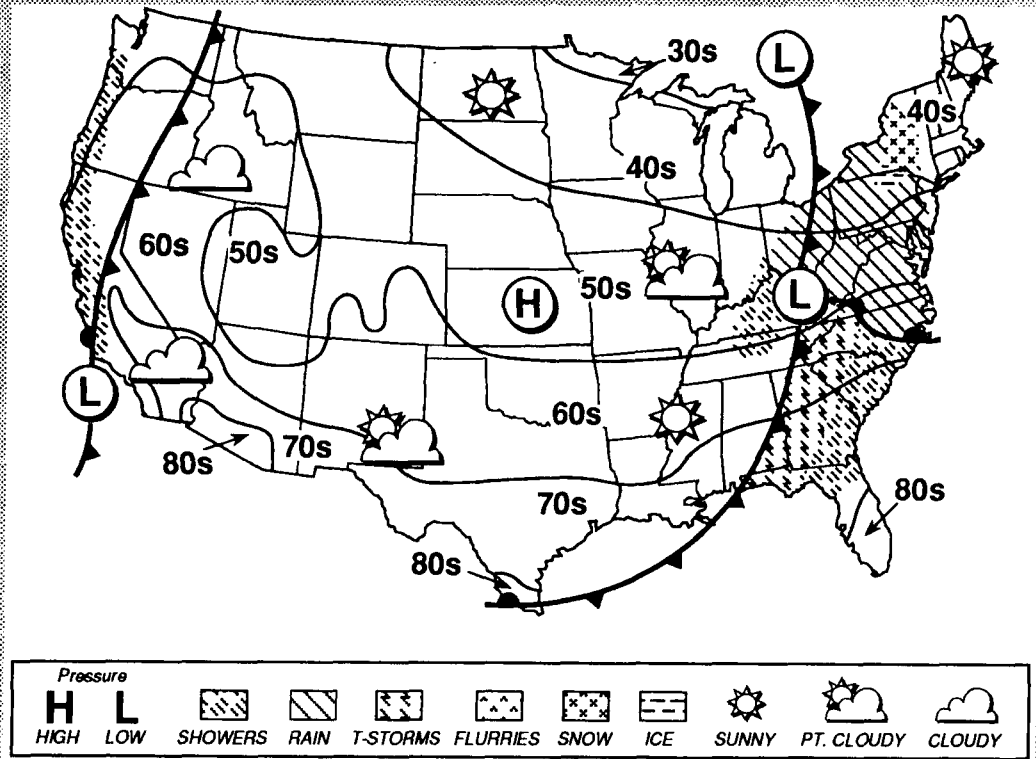 30s
L
40s
40s
60s
50s
50s
H
L
L
60s
80s
70s
70s
80s
80s
Pressure
H L
HIGH LOW SHOWERS RAIN T-STORMS FLURRIES SNOW ICE SUNNY PT. CLOUDY CLOUDY